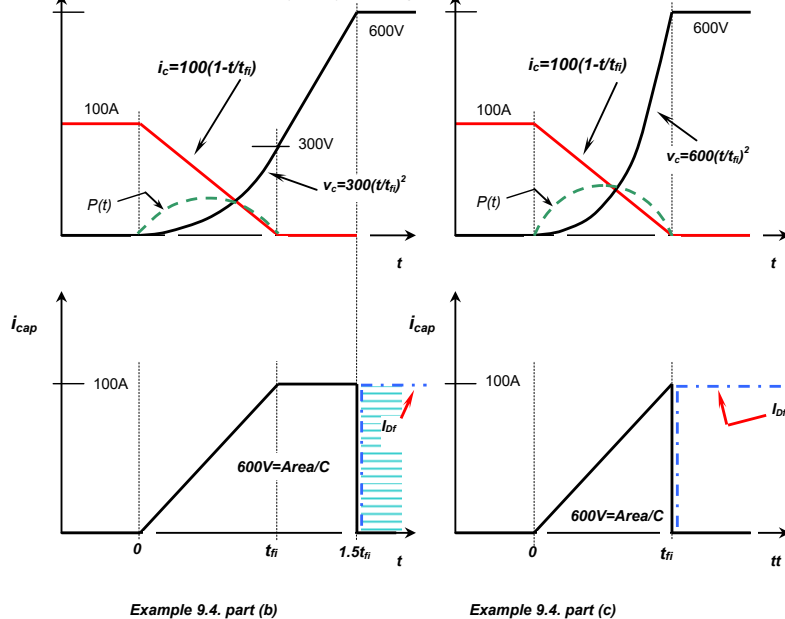 600V
i_c=100(1-t/t_fi)
100A
300V
v_c=300(t/t_fi)²
P(t)
t
600V
i_c=100(1-t/t_fi)
100A
v_c=600(t/t_fi)²
P(t)
t
i_cap
100A
I_Df
600V=Area/C
0
t_fi
1.5t_fi
t
i_cap
100A
I_Df
600V=Area/C
0
t_fi
tt
Example 9.4. part (b)
Example 9.4. part (c)